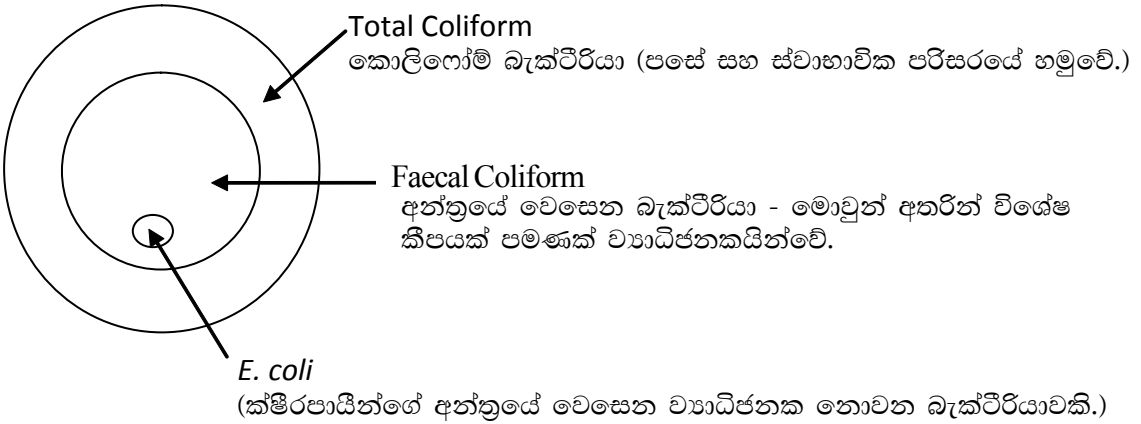 Total Coliform
කොලිෆෝම් බැක්ටීරියා (පසේ සහ ස්වාභාවික පරිසරයේ හමුවේ.)
Faecal Coliform
අන්ත්‍රයේ වෙසෙන බැක්ටීරියා - මොවුන් අතරින් විශේෂ
කීපයක් පමණක් ව්‍යාධිජනකයින්වේ.
E. coli
(ක්ෂීරපායීන්ගේ අන්ත්‍රයේ වෙසෙන ව්‍යාධිජනක නොවන බැක්ටීරියාවකි.)